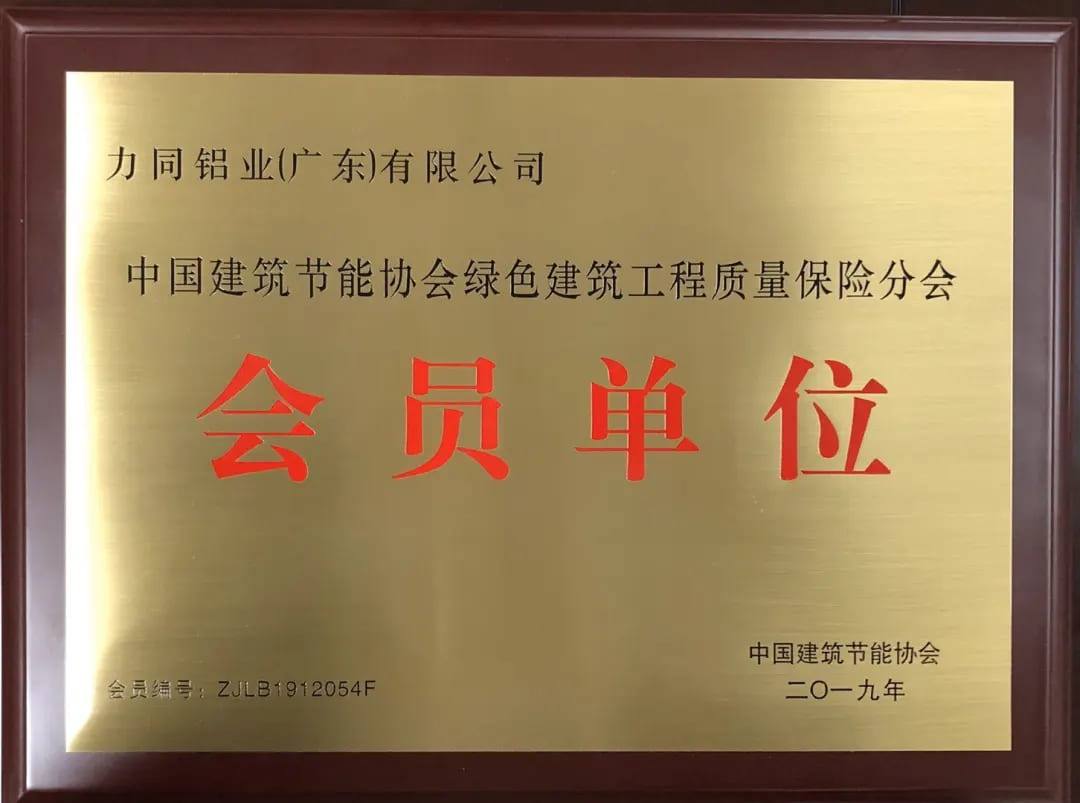 力同铝业(广东)有限公司
中国建筑节能协会绿色建筑工程质量保险分会
会员单位
中国建筑节能协会
会员编号：ZJLB1912054F
二〇一九年